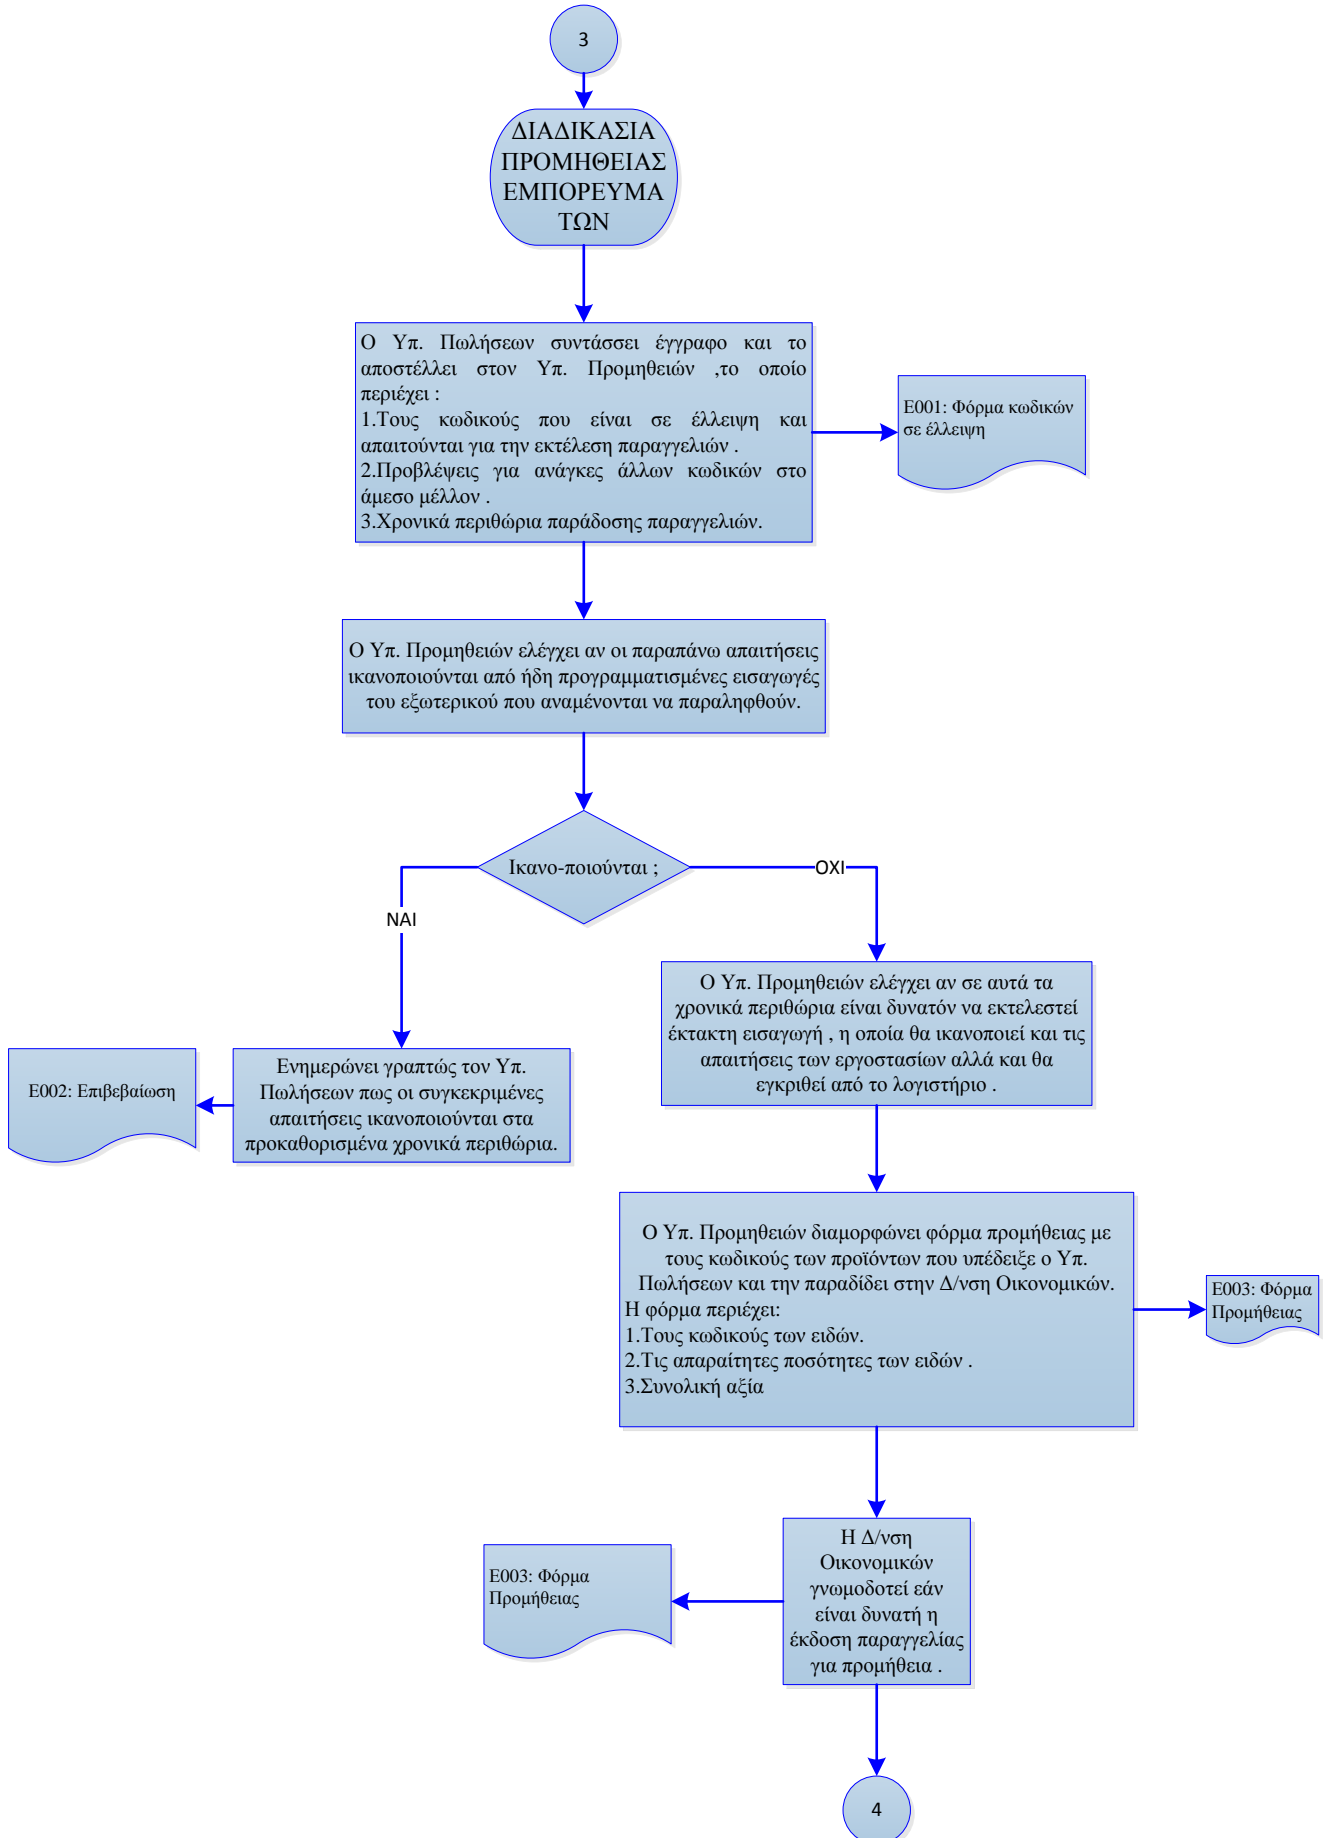 3
ΔΙΑΔΙΚΑΣΙΑ
ΠΡΟΜΗΘΕΙΑΣ
ΕΜΠΟΡΕΥΜΑ
ΤΩΝ
Ο Υπ. Πωλήσεων συντάσσει έγγραφο και το
αποστέλλει στον Υπ. Προμηθειών ,το οποίο
περιέχει :
1.Τους κωδικούς που είναι σε έλλειψη και
απαιτούνται για την εκτέλεση παραγγελιών .
2.Προβλέψεις για ανάγκες άλλων κωδικών στο
άμεσο μέλλον .
3.Χρονικά περιθώρια παράδοσης παραγγελιών.
Ε001: Φόρμα κωδικών
σε έλλειψη
Ο Υπ. Προμηθειών ελέγχει αν οι παραπάνω απαιτήσεις
ικανοποιούνται από ήδη προγραμματισμένες εισαγωγές
του εξωτερικού που αναμένονται να παραληφθούν.
Ικανο-ποιούνται ;
ΟΧΙ
ΝΑΙ
Ο Υπ. Προμηθειών ελέγχει αν σε αυτά τα
χρονικά περιθώρια είναι δυνατόν να εκτελεστεί
έκτακτη εισαγωγή , η οποία θα ικανοποιεί και τις
απαιτήσεις των εργοστασίων αλλά και θα
εγκριθεί από το λογιστήριο .
Ενημερώνει γραπτώς τον Υπ.
Πωλήσεων πως οι συγκεκριμένες
απαιτήσεις ικανοποιούνται στα
προκαθορισμένα χρονικά περιθώρια.
Ε002: Επιβεβαίωση
Ο Υπ. Προμηθειών διαμορφώνει φόρμα προμήθειας με
τους κωδικούς των προϊόντων που υπέδειξε ο Υπ.
Πωλήσεων και την παραδίδει στην Δ/νση Οικονομικών.
Η φόρμα περιέχει:
1.Τους κωδικούς των ειδών.
2.Τις απαραίτητες ποσότητες των ειδών .
3.Συνολική αξία
Ε003: Φόρμα
Προμήθειας
Η Δ/νση
Οικονομικών
γνωμοδοτεί εάν
είναι δυνατή η
έκδοση παραγγελίας
για προμήθεια .
Ε003: Φόρμα
Προμήθειας
4